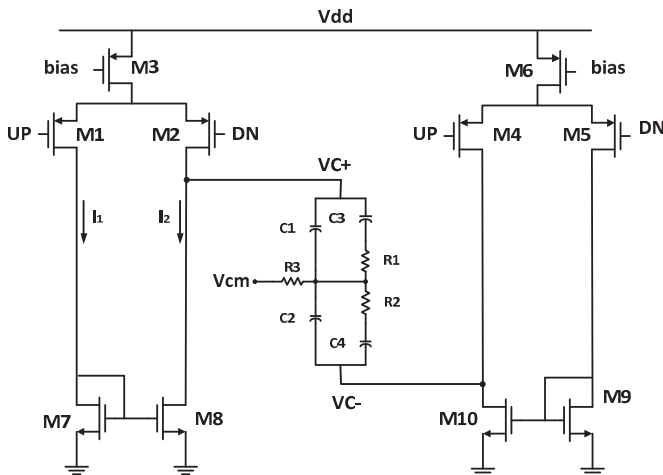 Vdd
bias M3 M6 bias
UP M1 M2 DN UP M4 M5 DN
VC+
I1 I2 C1 C3
R3 R1
Vcm
C2 R2
C4
VC-
M7 M8 M10 M9